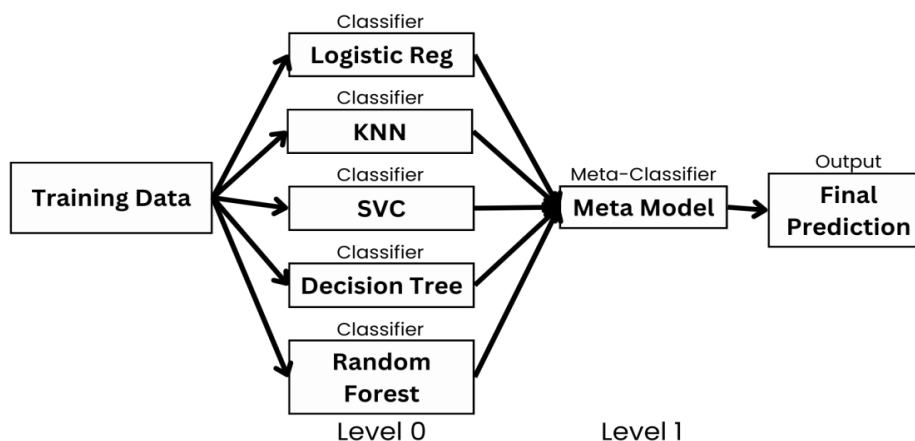 Training Data
Classifier
Logistic Reg
Classifier
KNN
Classifier
SVC
Classifier
Decision Tree
Classifier
Random
Forest
Level 0
Meta-Classifier
Meta Model
Level 1
Output
Final
Prediction